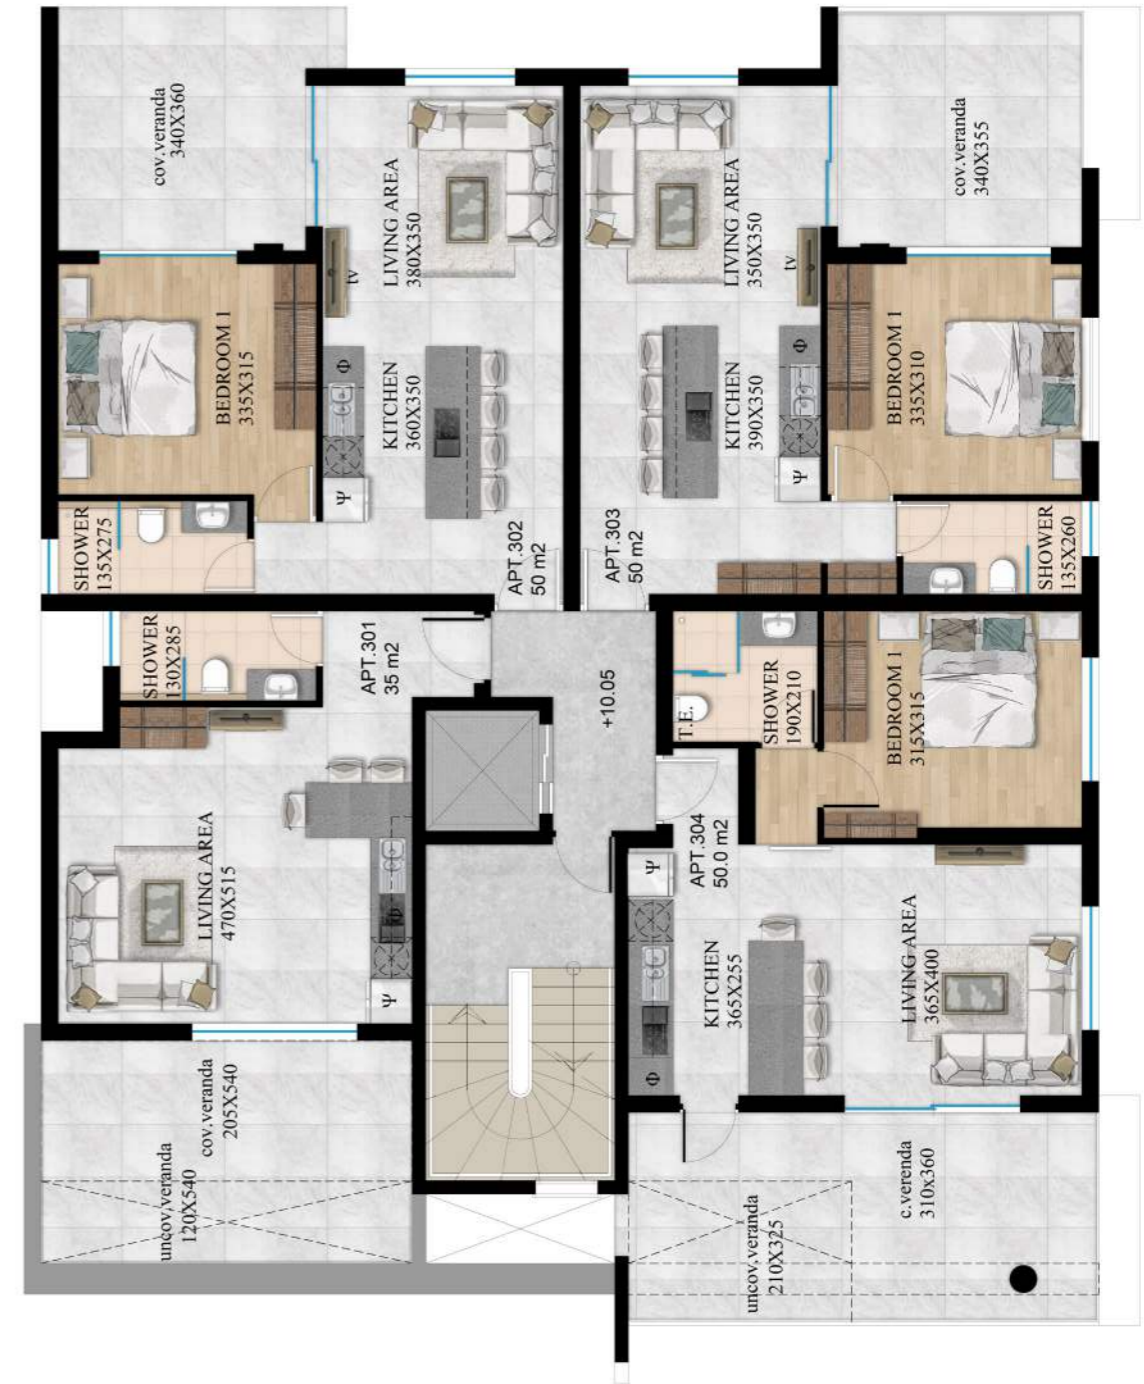 cov.veranda
340X360
LIVING AREA
380X350
tv
BEDROOM 1
335X315
KITCHEN
360X350
Φ
Ψ
SHOWER
135X275
APT.302
50 m2
LIVING AREA
350X350
tv
cov.veranda
340X355
KITCHEN
390X350
Φ
Ψ
BEDROOM 1
335X310
APT.303
50 m2
SHOWER
135X260
SHOWER
130X285
APT.301
35 m2
+10.05
T.E.
SHOWER
190X210
BEDROOM 1
315X315
LIVING AREA
470X515
Φ
Ψ
APT.304
50.0 m2
Ψ
KITCHEN
365X255
Φ
LIVING AREA
365X400
cov.veranda
205X540
uncov.veranda
120X540
uncov.veranda
210X325
c.verenda
310x360